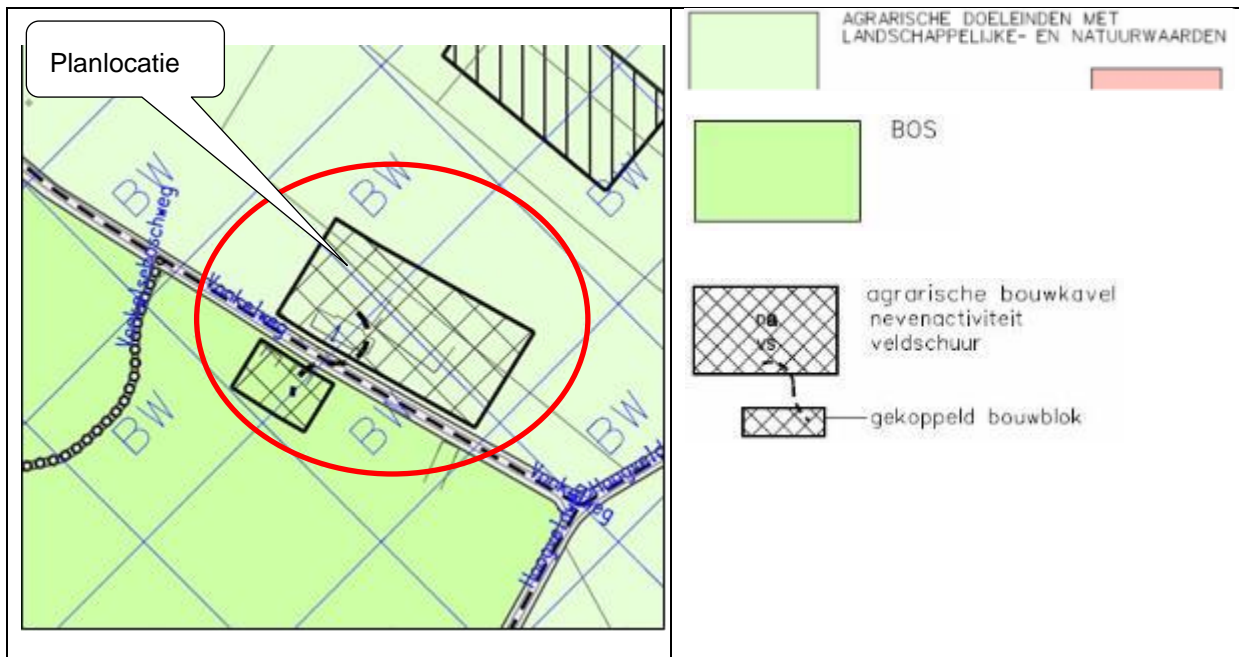 Planlocatie
BW
BW
BW
BW
BW
BW
Vonkelweg
AGRARISCHE DOELEINDEN MET
LANDSCHAPPELIJKE- EN NATUURWAARDEN
BOS
agrarische bouwkavel
nevenactiviteit
veldschuur
VS
gekoppeld bouwblok